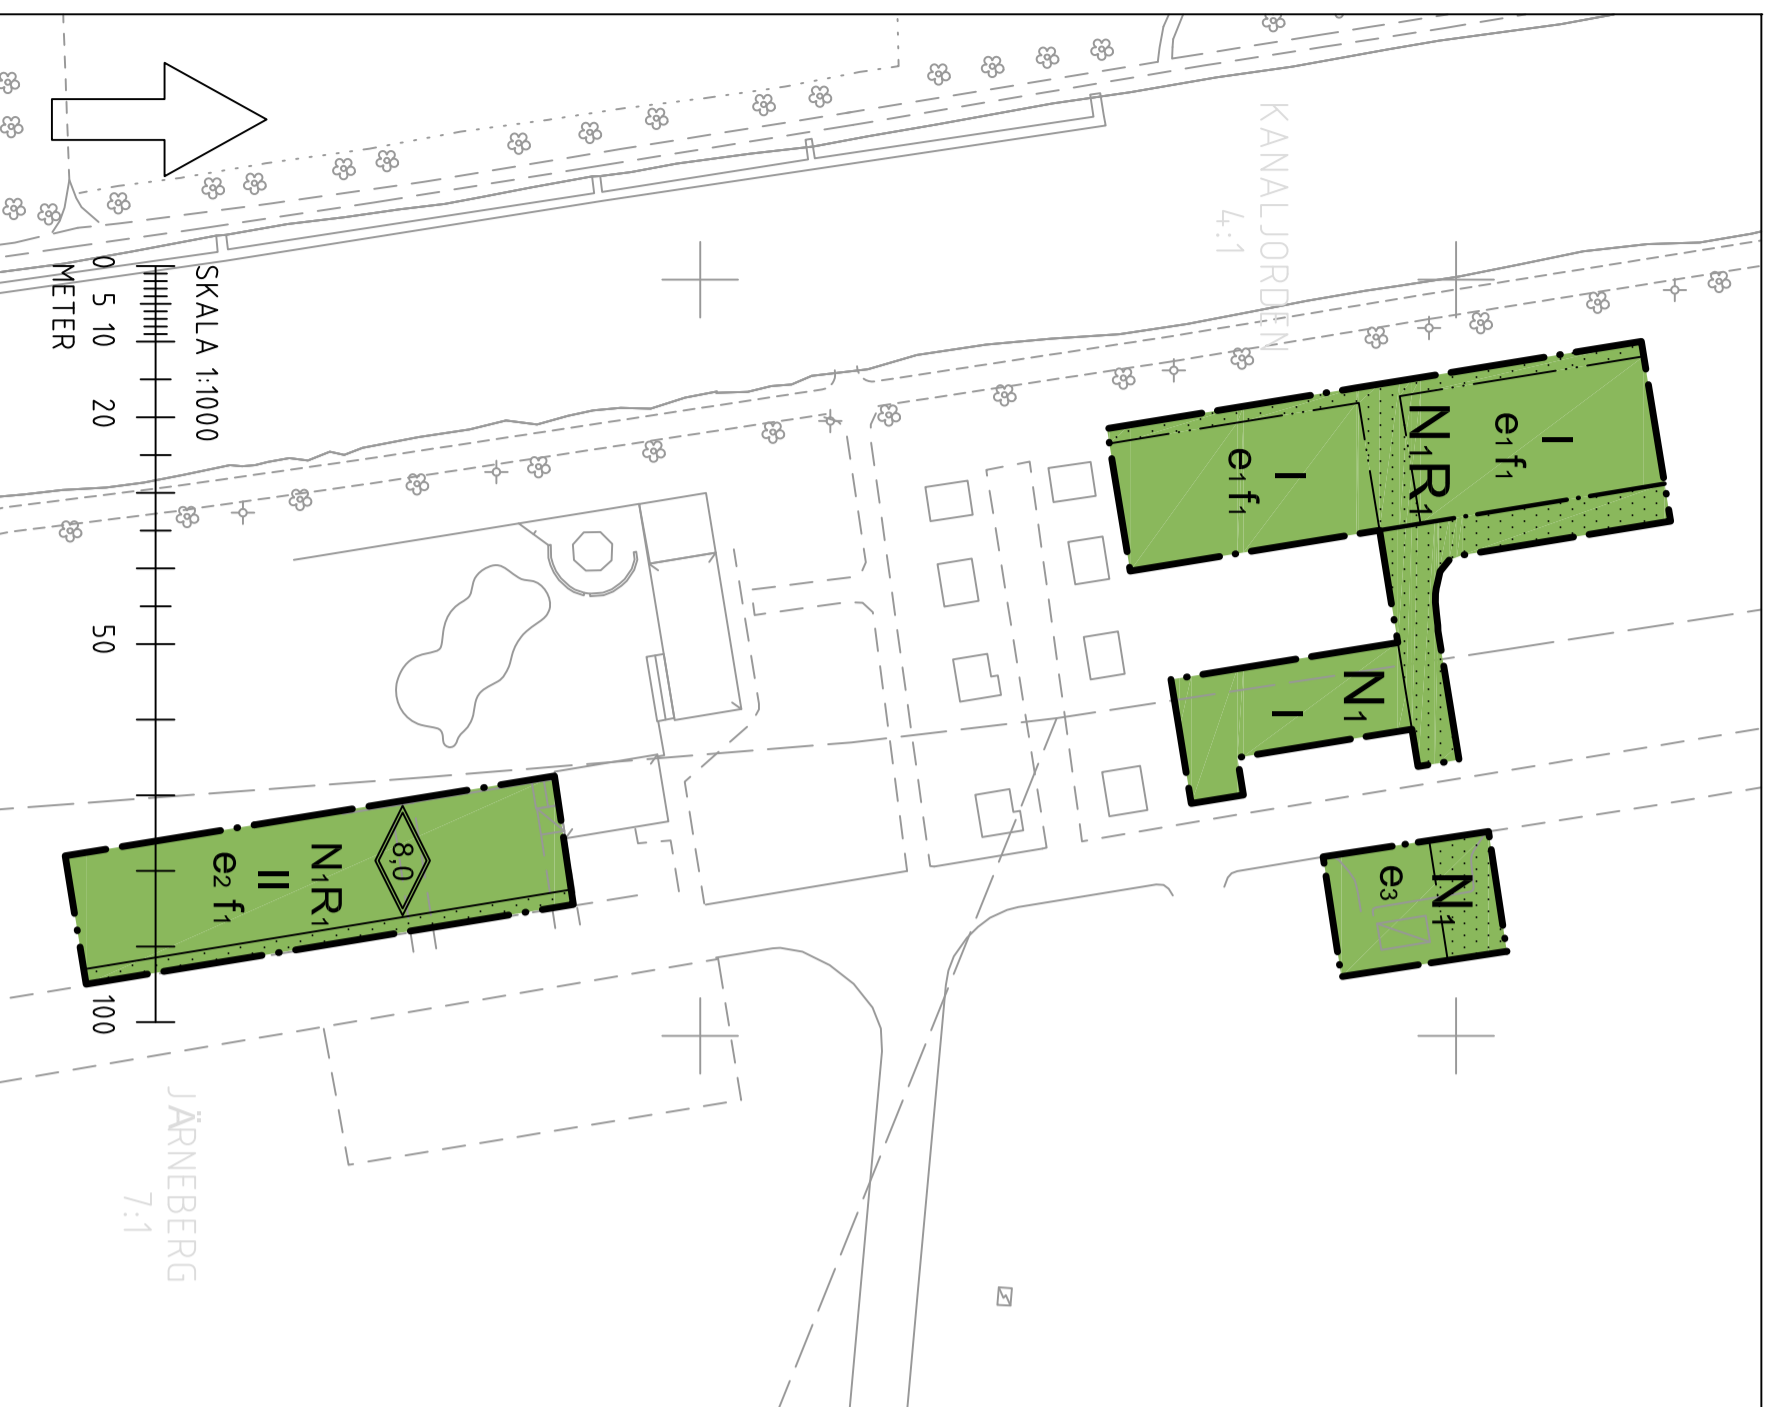 KANALJORDEN
4:1
I
e1 f1
N1R1
I
e1 f1
N1
I
N1
e3
8,0
N1R1
II
e2 f1
SKALA 1:1000
0 5 10 20 50 100
METER
JÄRNEBERG
7:1